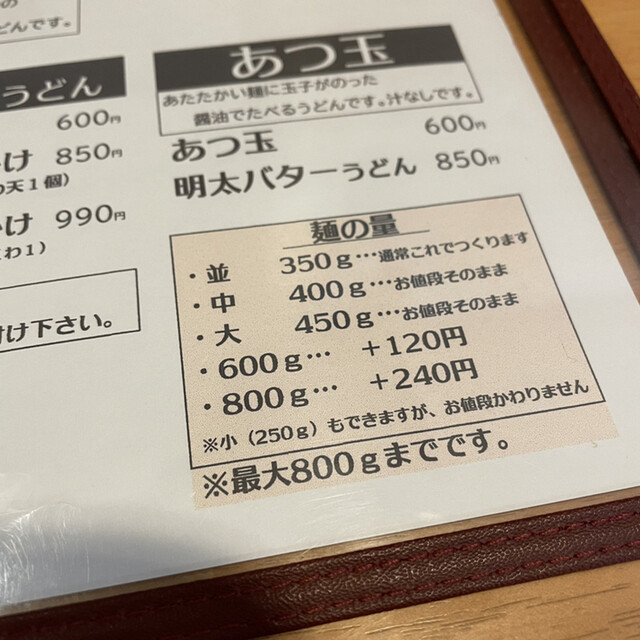 の
んです。
うどん
600円
け 850円
天１個）
け 990円
わ１）
け下さい。
あつ玉
あたたかい麺に玉子がのった
醤油でたべるうどんです。汁なしです。
あつ玉 600円
明太バターうどん 850円
麺の量
・並 350ｇ…通常これでつくります
・中 400ｇ…お値段そのまま
・大 450ｇ…お値段そのまま
・600ｇ… ＋120円
・800ｇ… ＋240円
※小（250ｇ）もできますが、お値段かわりません
※最大800ｇまでです。